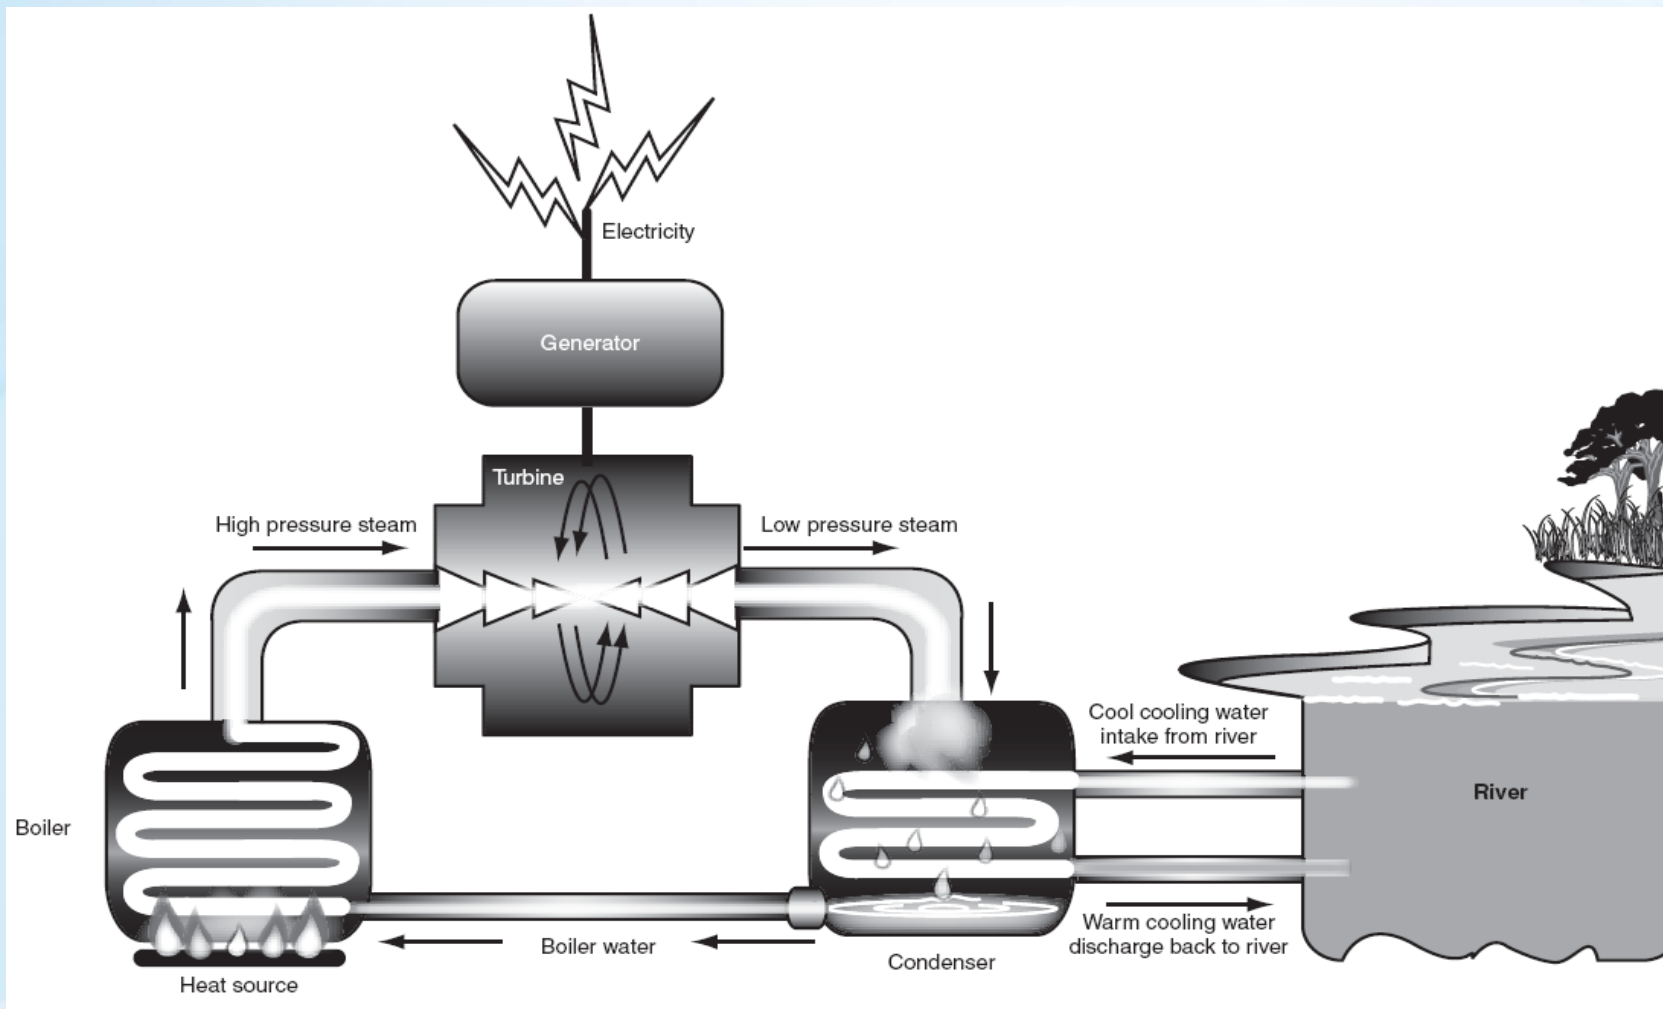 Electricity
Generator
Turbine
High pressure steam
Low pressure steam
Cool cooling water
intake from river
River
Boiler
Warm cooling water
discharge back to river
Boiler water
Condenser
Heat source